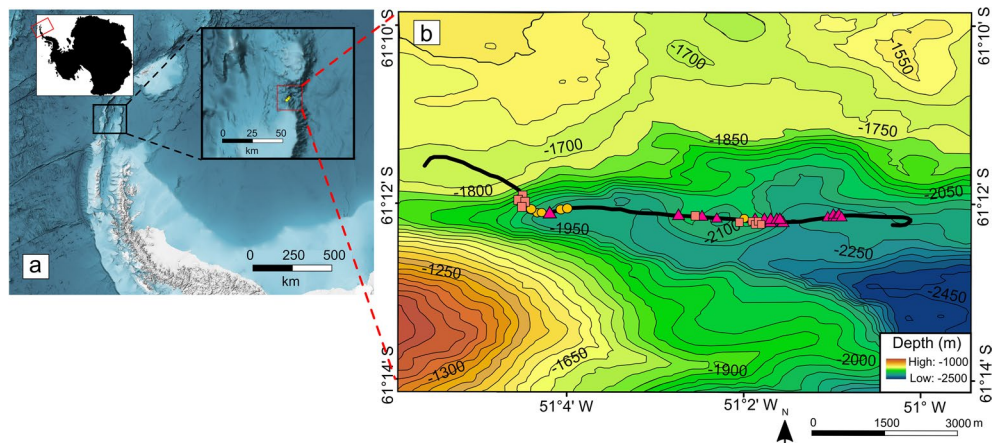 a
0 25 50
km
0 250 500
km
b
61°10' S
61°12' S
61°14' S
61°10' S
61°12' S
61°14' S
-1700
1550
-1850
-1750
-1700
-1800
-2050
-1950
-2100
-2250
-1250
-2450
-1650
-1300
-1900
-2000
Depth (m)
High: -1000
Low: -2500
51°4' W
51°2' W
51° W
N
0 1500 3000 m